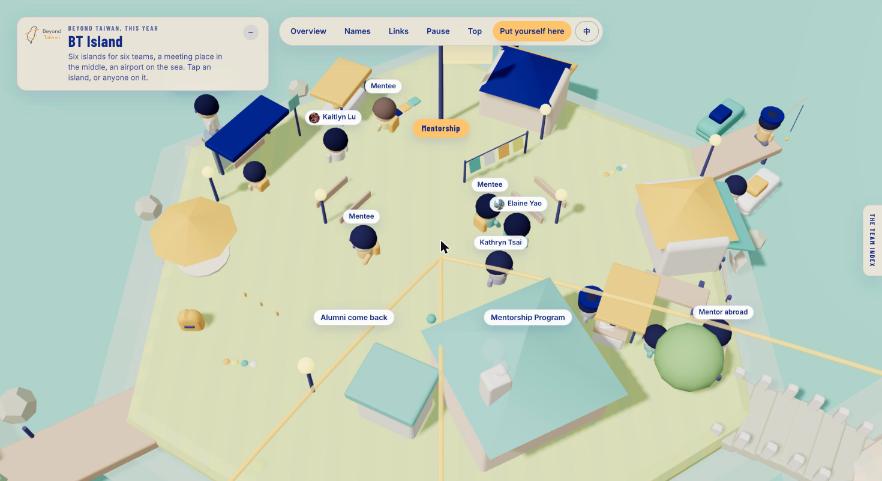 Beyond
Taiwan
BEYOND TAIWAN, THIS YEAR
BT Island
Six islands for six teams, a meeting place in
the middle, an airport on the sea. Tap an
island, or anyone on it.
Overview
Names
Links
Pause
Top
Put yourself here
中
Mentee
Kaitlyn Lu
Mentorship
Mentee
Elaine Yao
Mentee
Kathryn Tsai
THE TEAM INDEX
Mentor abroad
Alumni come back
Mentorship Program